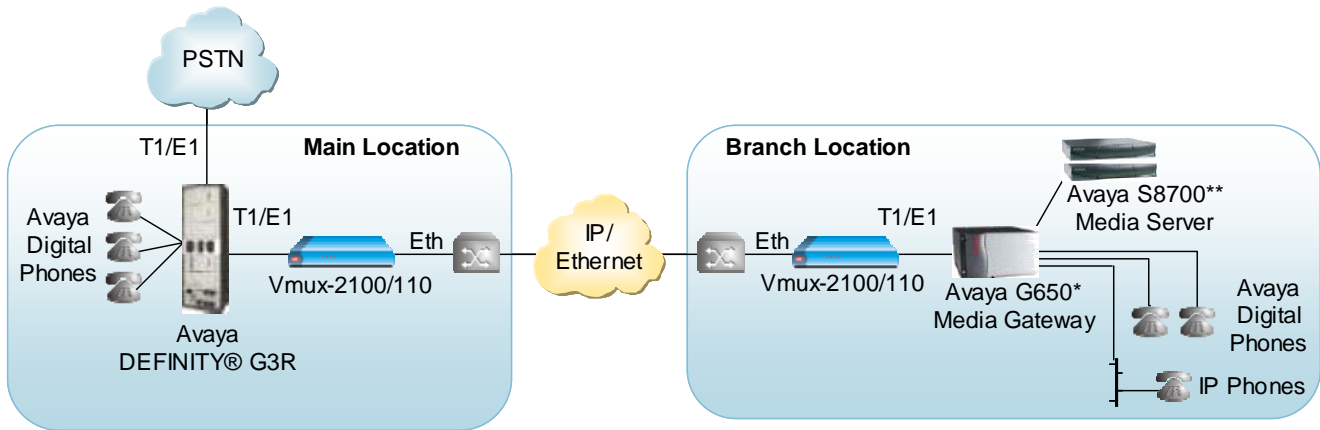 PSTN
T1/E1
Main Location
Avaya
Digital
Phones
T1/E1
Eth
Vmux-2100/110
Avaya
DEFINITY® G3R
IP/
Ethernet
Branch Location
Eth
T1/E1
Vmux-2100/110
Avaya S8700**
Media Server
Avaya G650*
Media Gateway
Avaya
Digital
Phones
IP Phones